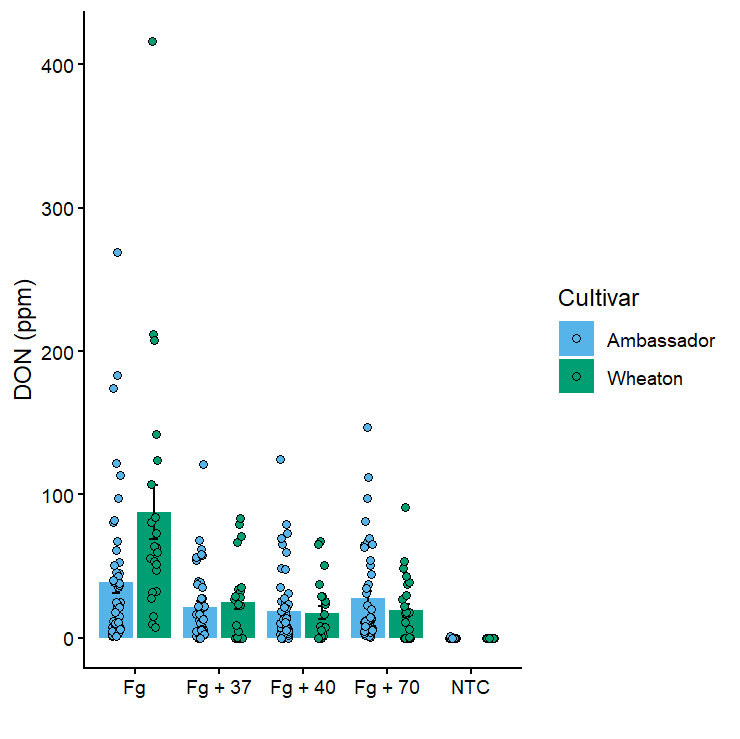 DON (ppm)
400
300
200
100
0
Fg
Fg + 37
Fg + 40
Fg + 70
NTC
Cultivar
Ambassador
Wheaton